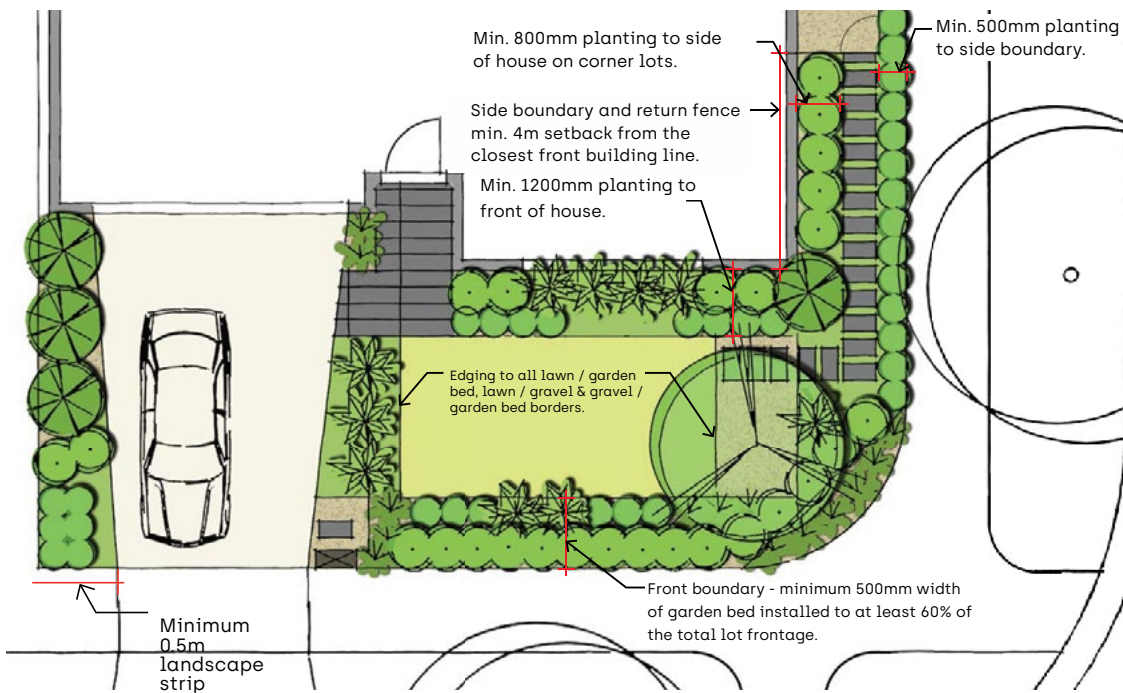 Min. 800mm planting to side
of house on corner lots.
Min. 500mm planting
to side boundary.
Side boundary and return fence
min. 4m setback from the
closest front building line.
Min. 1200mm planting to
front of house.
Edging to all lawn / garden
bed, lawn / gravel & gravel /
garden bed borders.
Front boundary - minimum 500mm width
of garden bed installed to at least 60% of
the total lot frontage.
Minimum
0.5m
landscape
strip